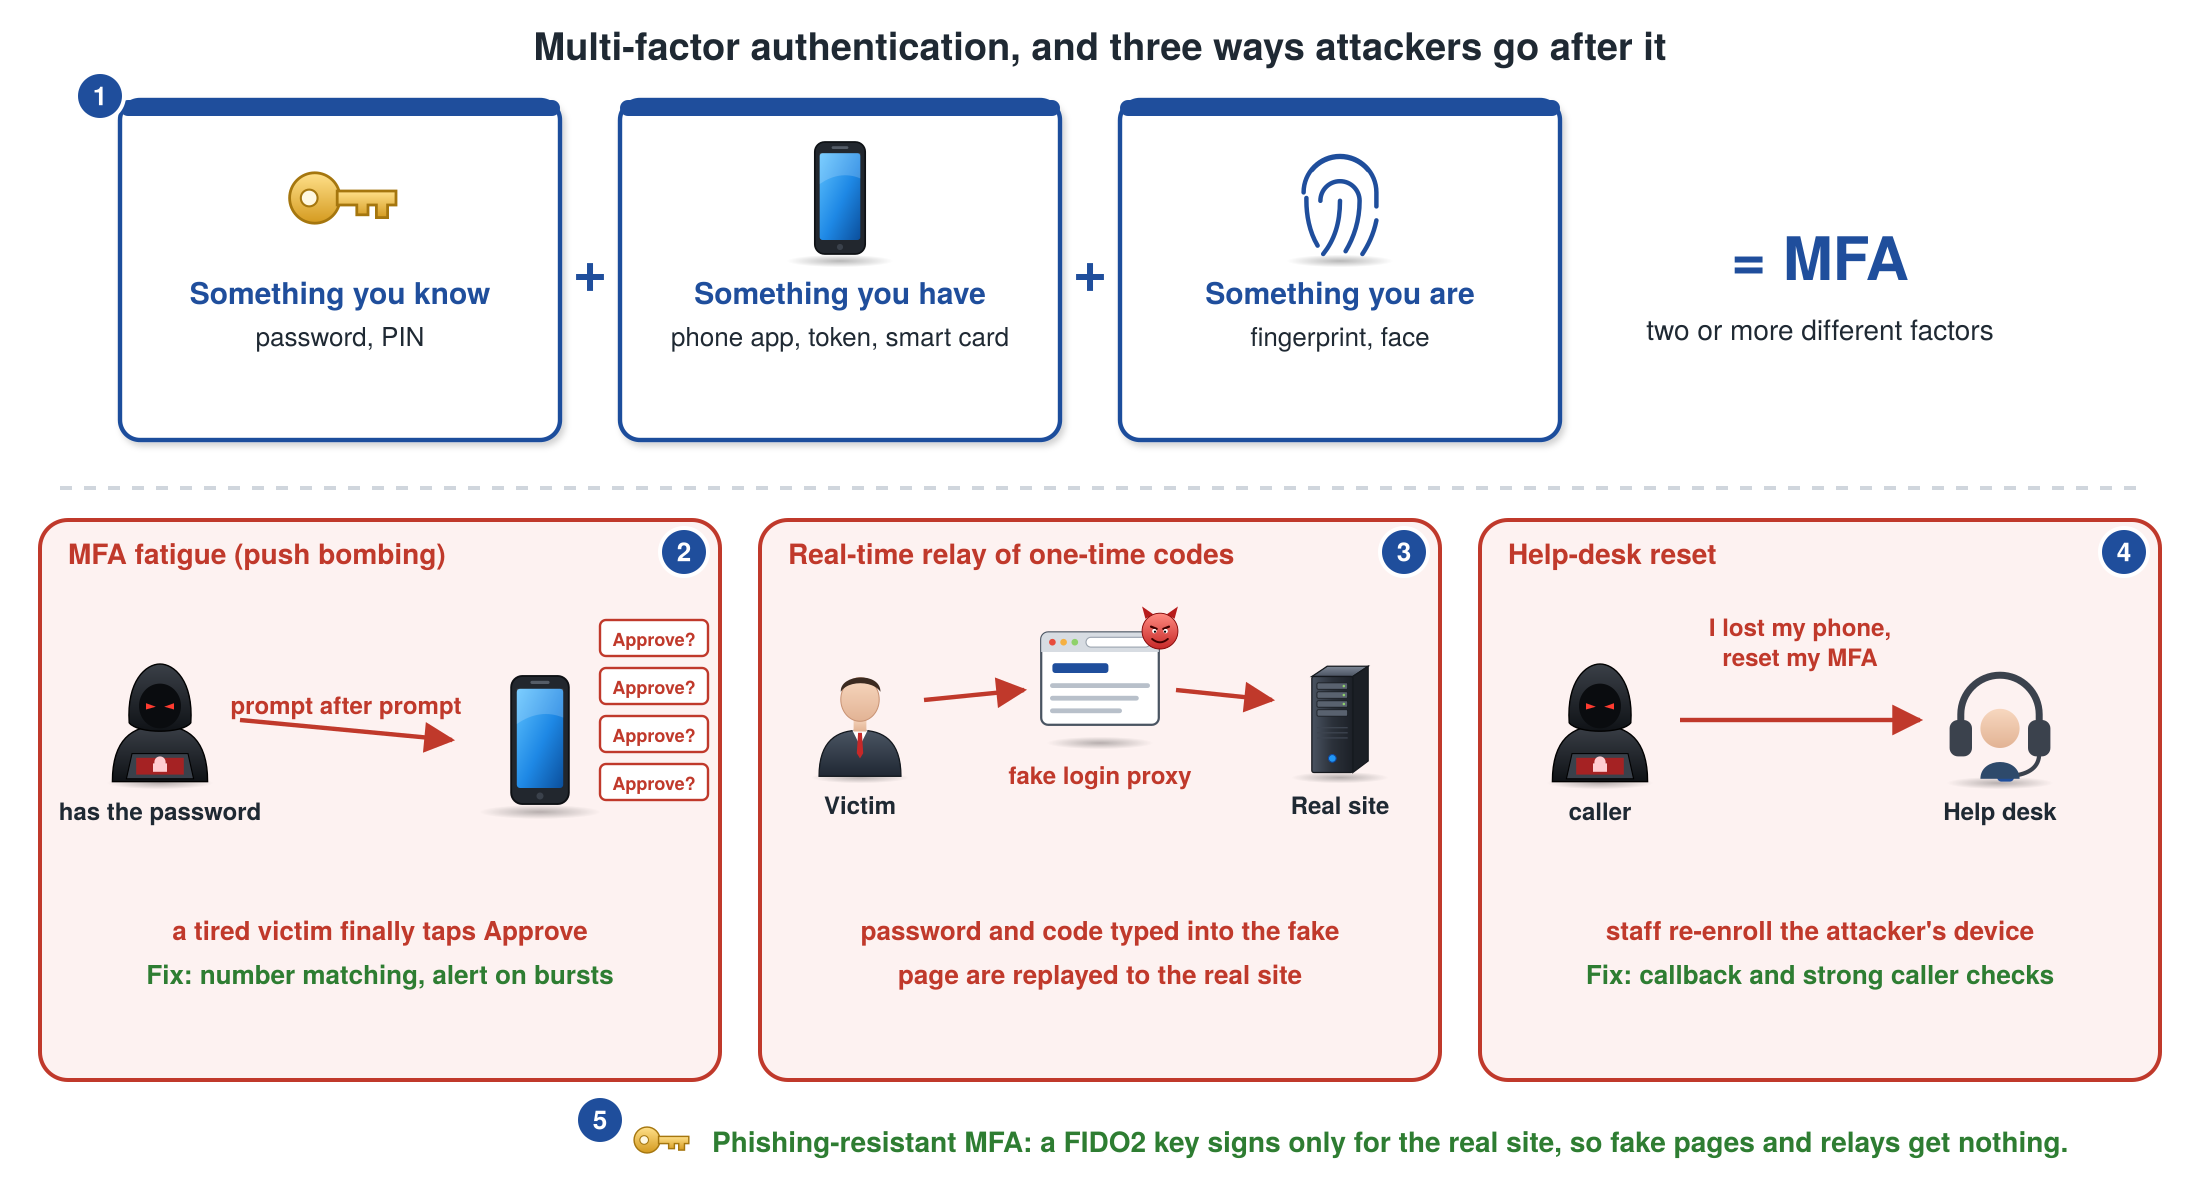 Multi-factor authentication, and three ways attackers go after it
1
Something you know
password, PIN
+
Something you have
phone app, token, smart card
+
Something you are
fingerprint, face
= MFA
two or more different factors
MFA fatigue (push bombing)
2
Approve?
Approve?
Approve?
Approve?
prompt after prompt
has the password
a tired victim finally taps Approve
Fix: number matching, alert on bursts
Real-time relay of one-time codes
3
fake login proxy
Victim
Real site
password and code typed into the fake
page are replayed to the real site
Help-desk reset
4
I lost my phone,
reset my MFA
caller
Help desk
staff re-enroll the attacker's device
Fix: callback and strong caller checks
5
Phishing-resistant MFA: a FIDO2 key signs only for the real site, so fake pages and relays get nothing.